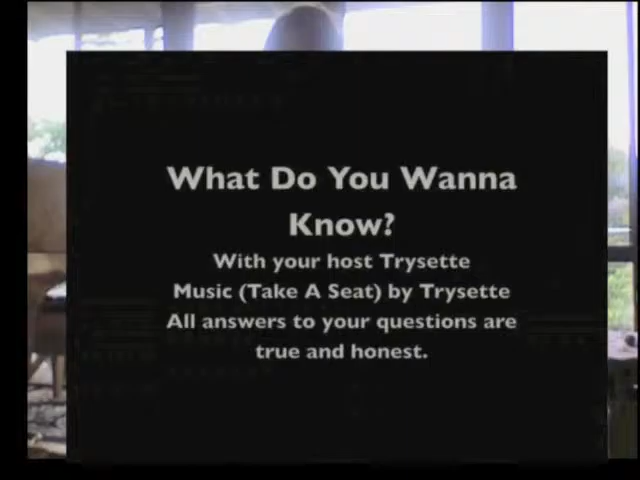 What Do You Wanna
Know?
With your host Trysette
Music (Take A Seat) by Trysette
All answers to your questions are
true and honest.